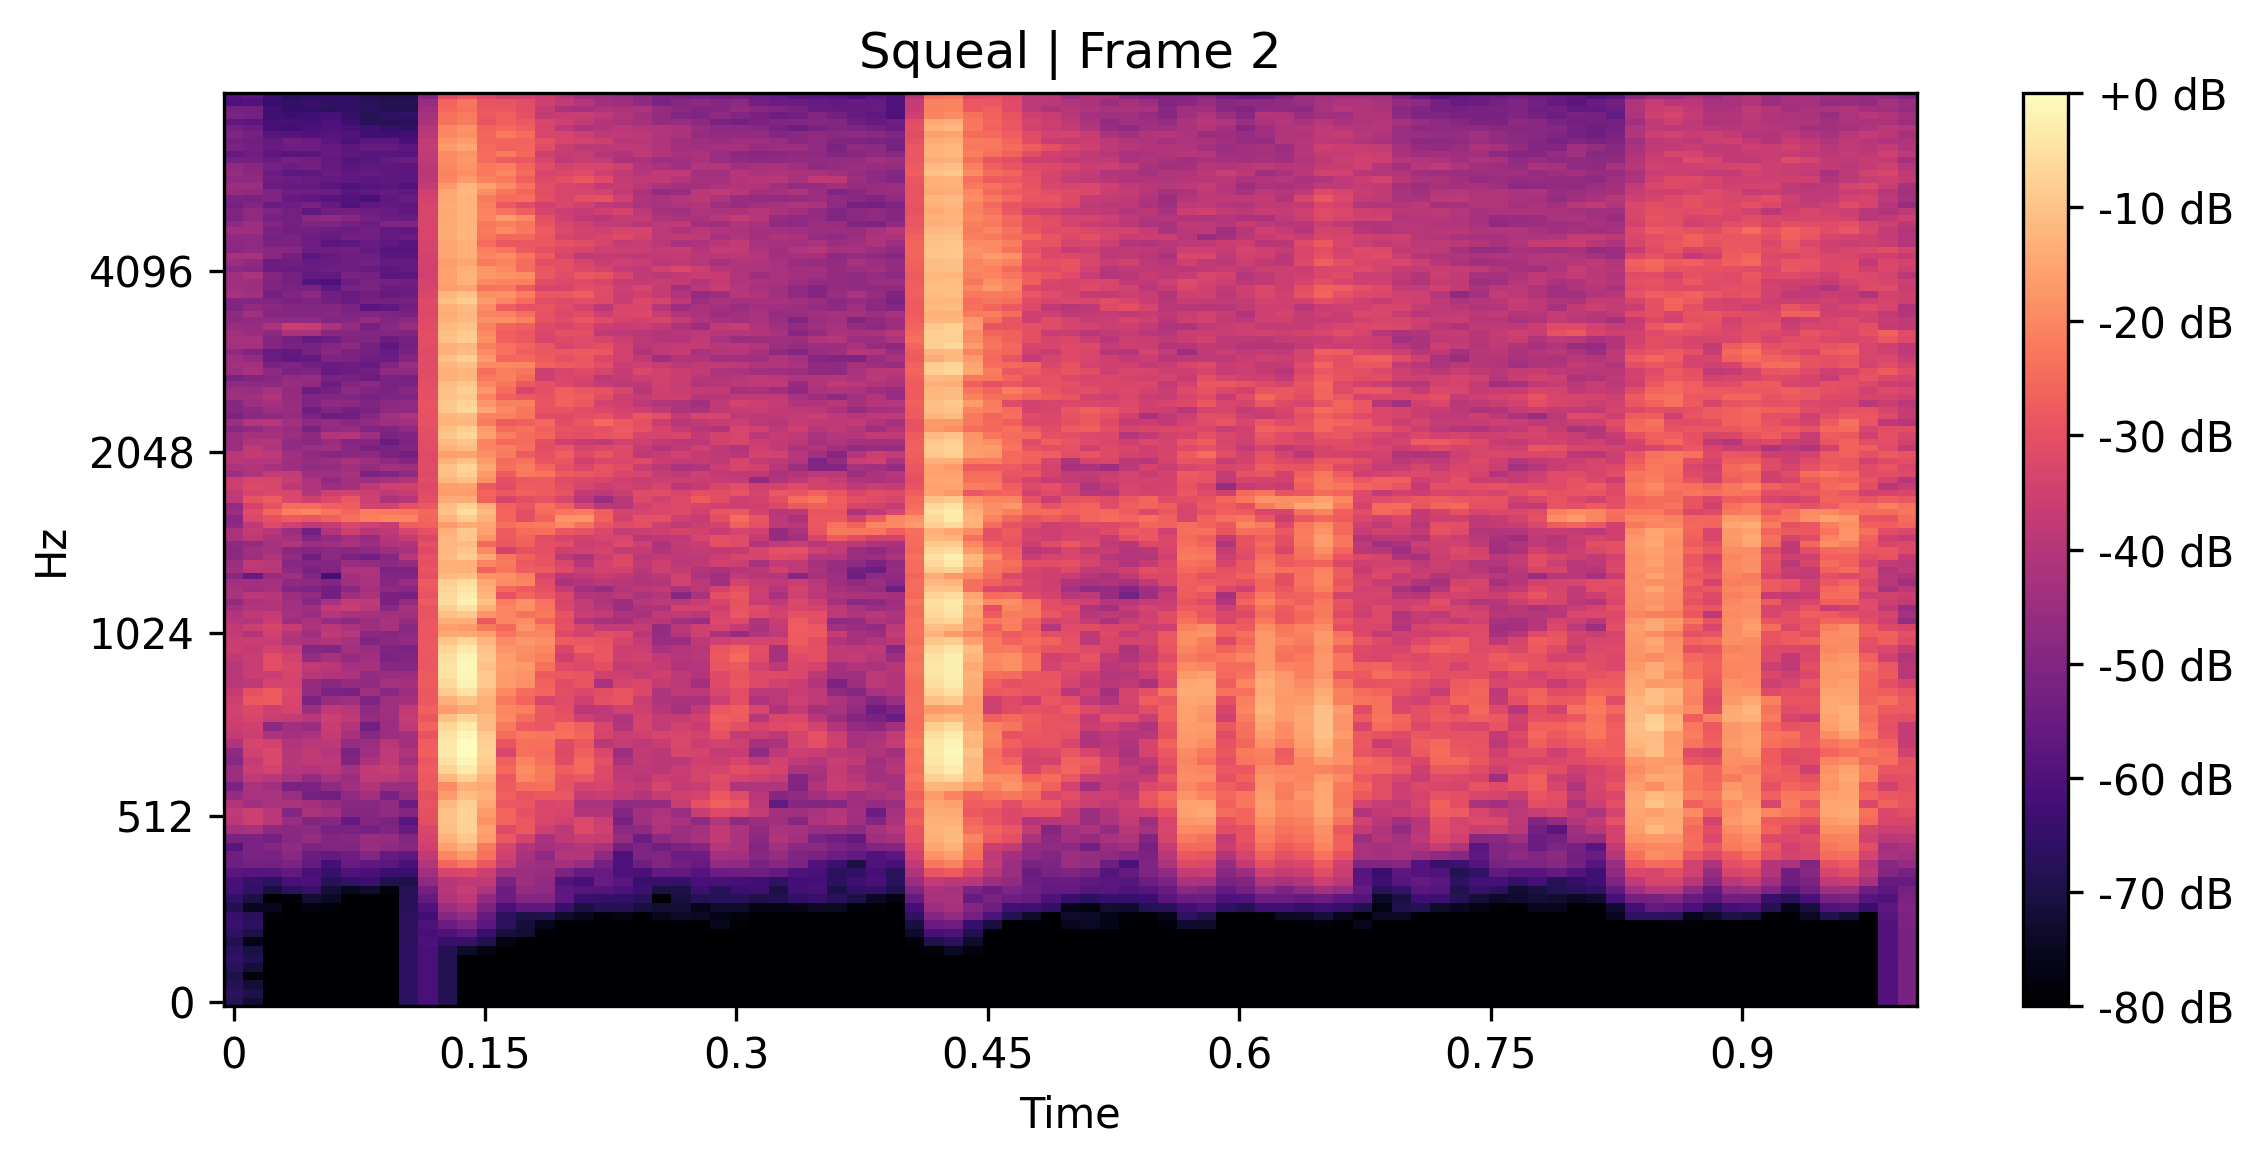 Squeal | Frame 2
+0 dB
-10 dB
-20 dB
-30 dB
-40 dB
-50 dB
-60 dB
-70 dB
-80 dB
Hz
4096
2048
1024
512
0
0 0.15 0.3 0.45 0.6 0.75 0.9
Time